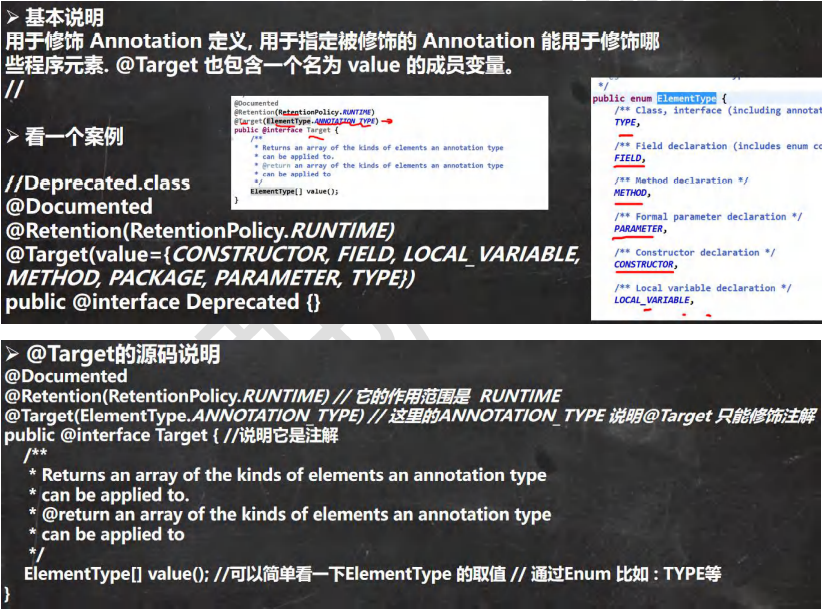 ➢ 基本说明
用于修饰 Annotation 定义, 用于指定被修饰的 Annotation 能用于修饰哪
些程序元素. @Target 也包含一个名为 value 的成员变量。
//
➢ 看一个案例
//Deprecated.class
@Documented
@Retention(RetentionPolicy.RUNTIME)
@Target(value={CONSTRUCTOR, FIELD, LOCAL_VARIABLE,
METHOD, PACKAGE, PARAMETER, TYPE})
public @interface Deprecated {}
@Documented
@Retention(RetentionPolicy.RUNTIME)
@Target(ElementType.ANNOTATION_TYPE)
public @interface Target {
/**
* Returns an array of the kinds of elements an annotation type
* can be applied to.
* @return an array of the kinds of elements an annotation type
* can be applied to
*/
ElementType[] value();
}
*/
public enum ElementType {
/** Class, interface (including annotat
TYPE,
/** Field declaration (includes enum co
FIELD,
/** Method declaration */
METHOD,
/** Formal parameter declaration */
PARAMETER,
/** Constructor declaration */
CONSTRUCTOR,
/** Local variable declaration */
LOCAL_VARIABLE,
➢ @Target的源码说明
@Documented
@Retention(RetentionPolicy.RUNTIME) // 它的作用范围是 RUNTIME
@Target(ElementType.ANNOTATION_TYPE) // 这里的ANNOTATION_TYPE 说明@Target 只能修饰注解
public @interface Target { //说明它是注解
/**
* Returns an array of the kinds of elements an annotation type
* can be applied to.
* @return an array of the kinds of elements an annotation type
* can be applied to
*/
ElementType[] value(); //可以简单看一下ElementType 的取值 // 通过Enum 比如 : TYPE等
}